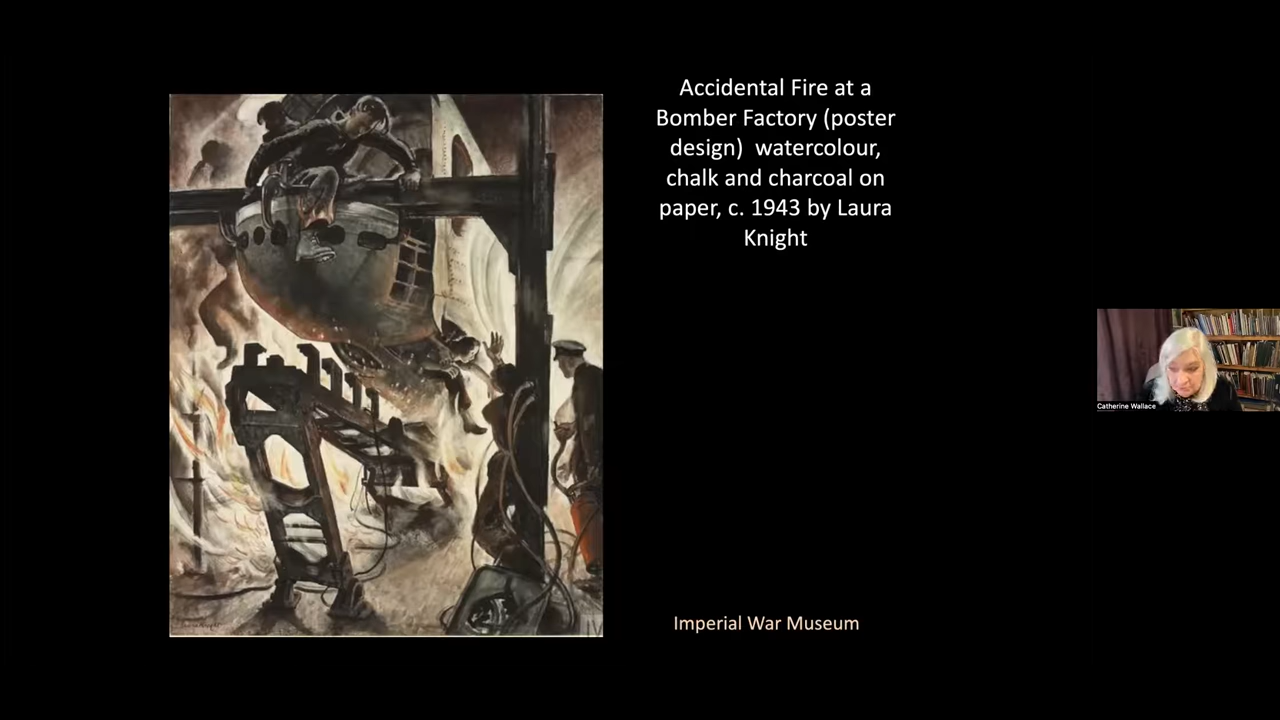 Accidental Fire at a
Bomber Factory (poster
design)  watercolour,
chalk and charcoal on
paper, c. 1943 by Laura
Knight
Imperial War Museum
Catherine Wallace